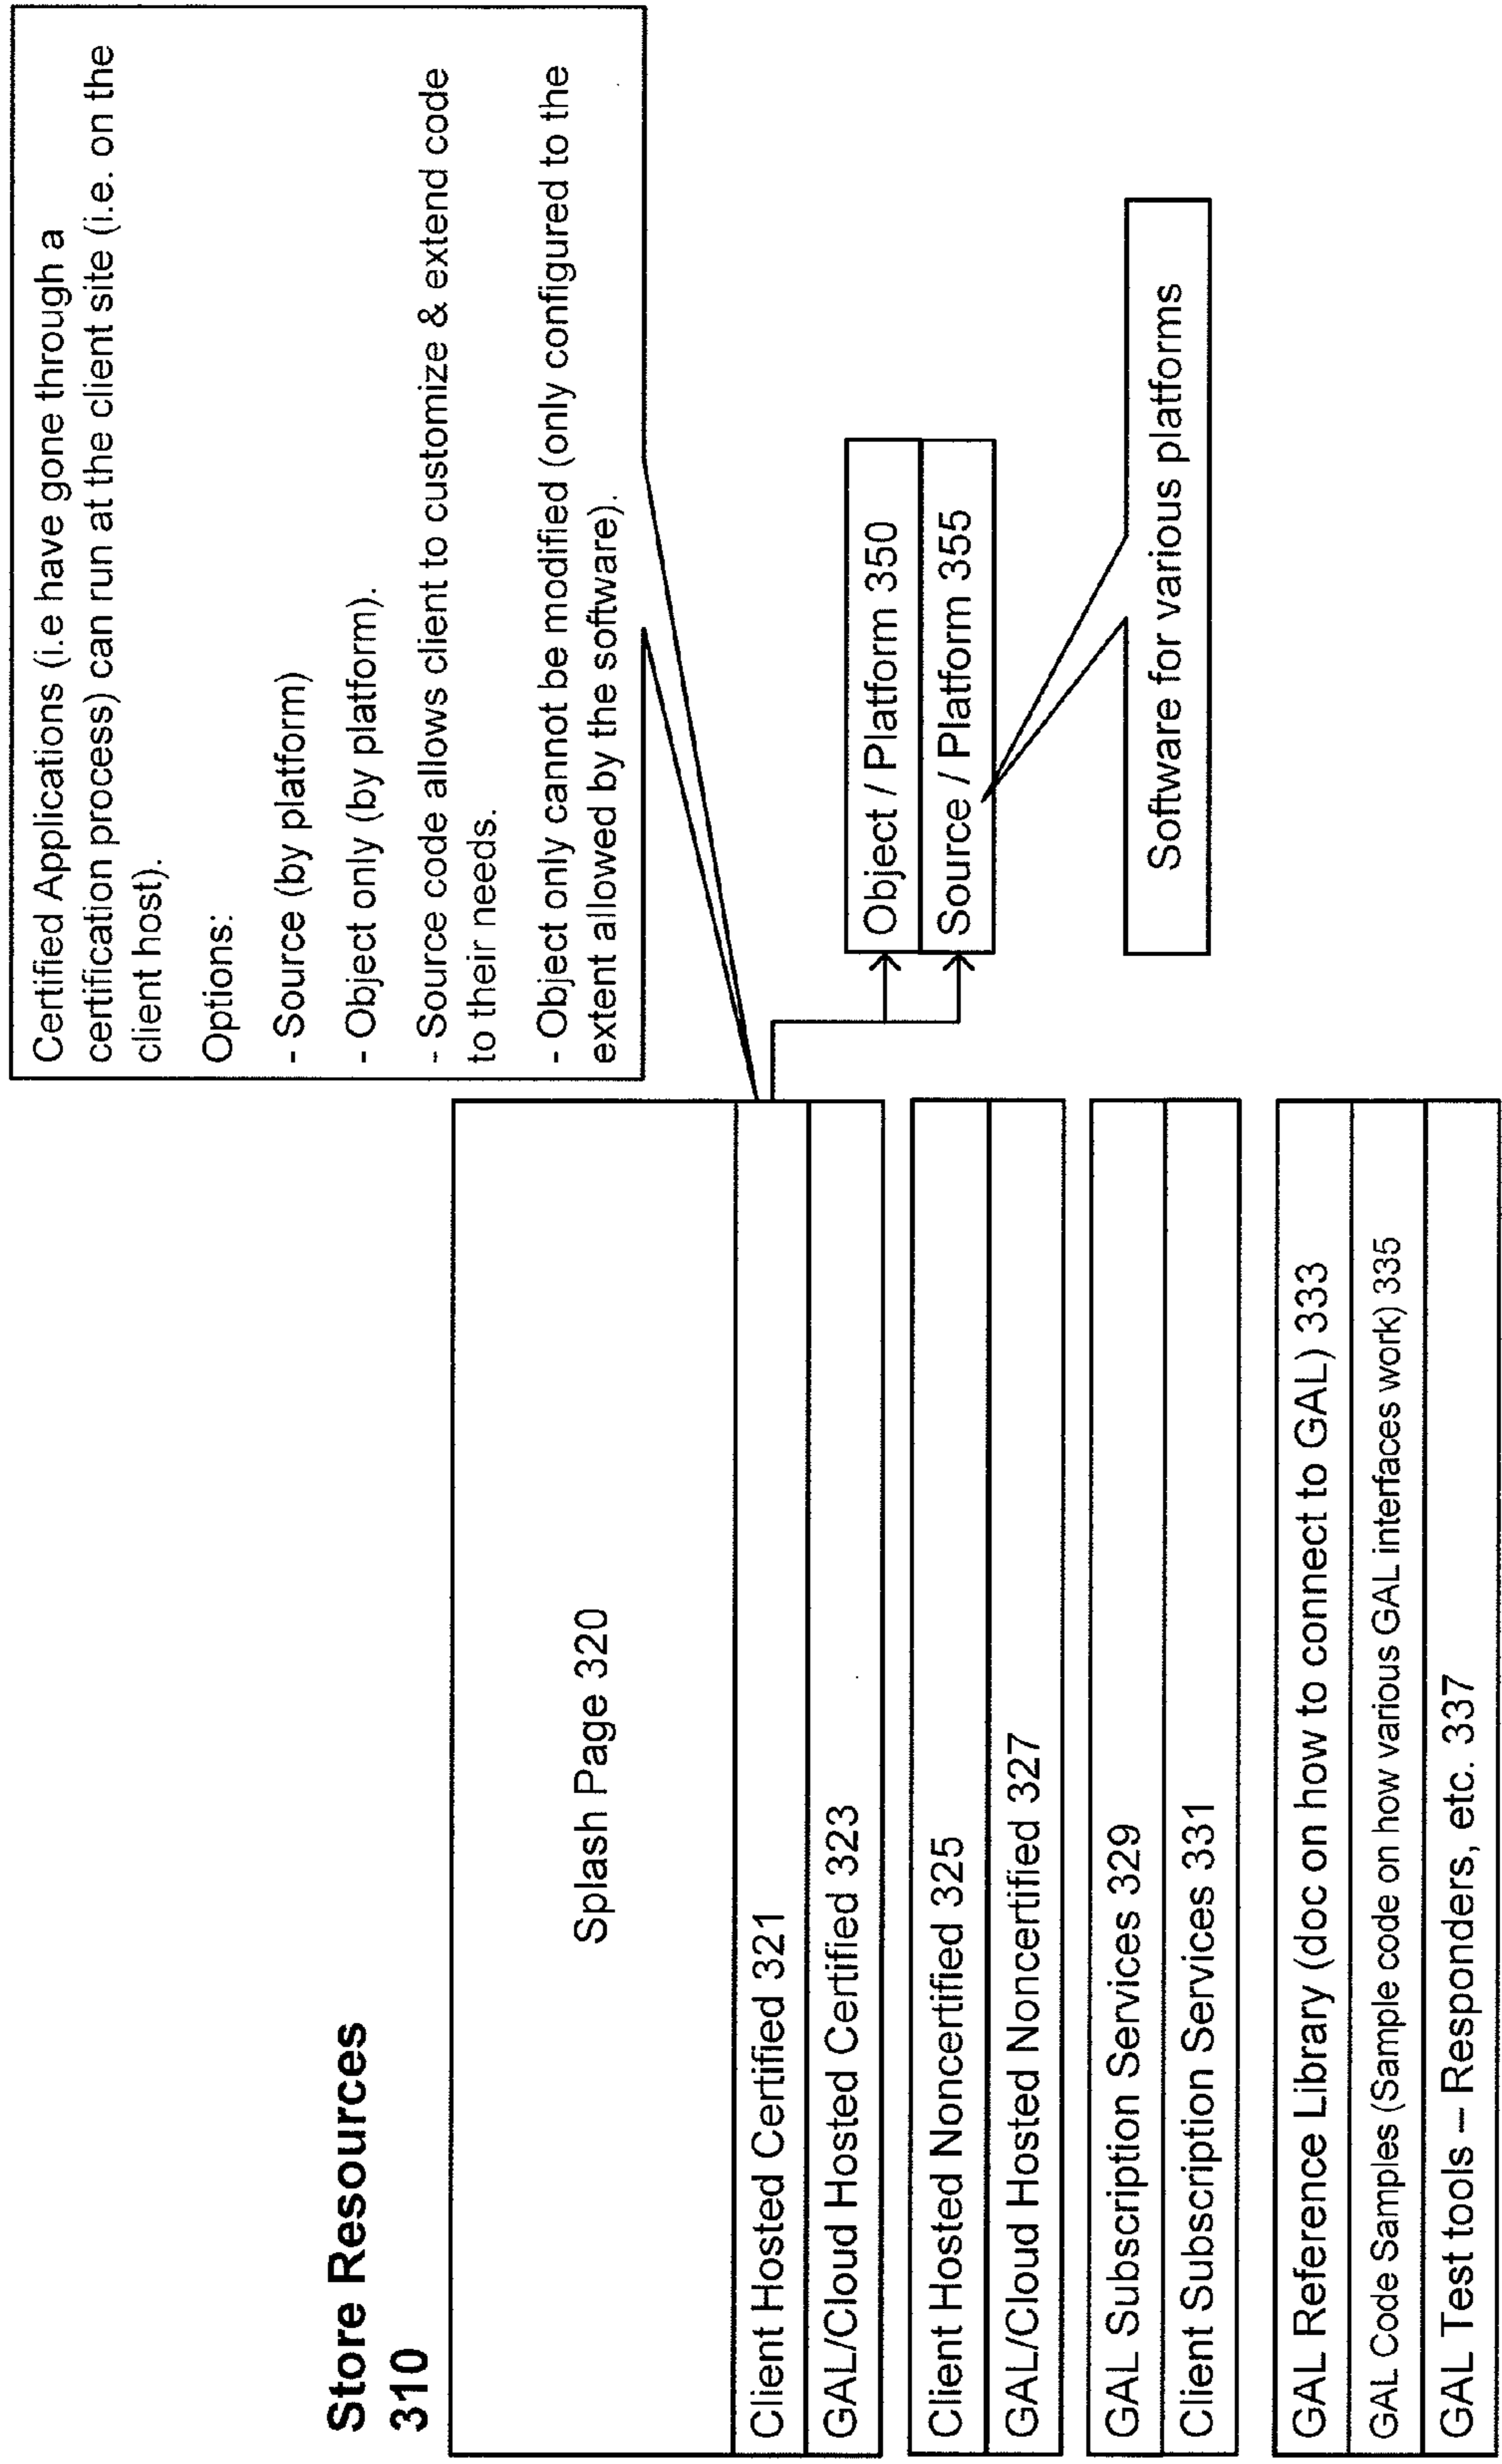 Store Resources
310
Splash Page 320
Client Hosted Certified 321
GAL/Cloud Hosted Certified 323
Client Hosted Noncertified 325
GAL/Cloud Hosted Noncertified 327
GAL Subscription Services 329
Client Subscription Services 331
GAL Reference Library (doc on how to connect to GAL) 333
GAL Code Samples (Sample code on how various GAL interfaces work) 335
GAL Test tools – Responders, etc. 337
Certified Applications (i.e have gone through a
certification process) can run at the client site (i.e. on the
client host).
Options:
- Source (by platform)
- Object only (by platform).
- Source code allows client to customize & extend code
to their needs.
- Object only cannot be modified (only configured to the
extent allowed by the software).
Object / Platform 350
Source / Platform 355
Software for various platforms